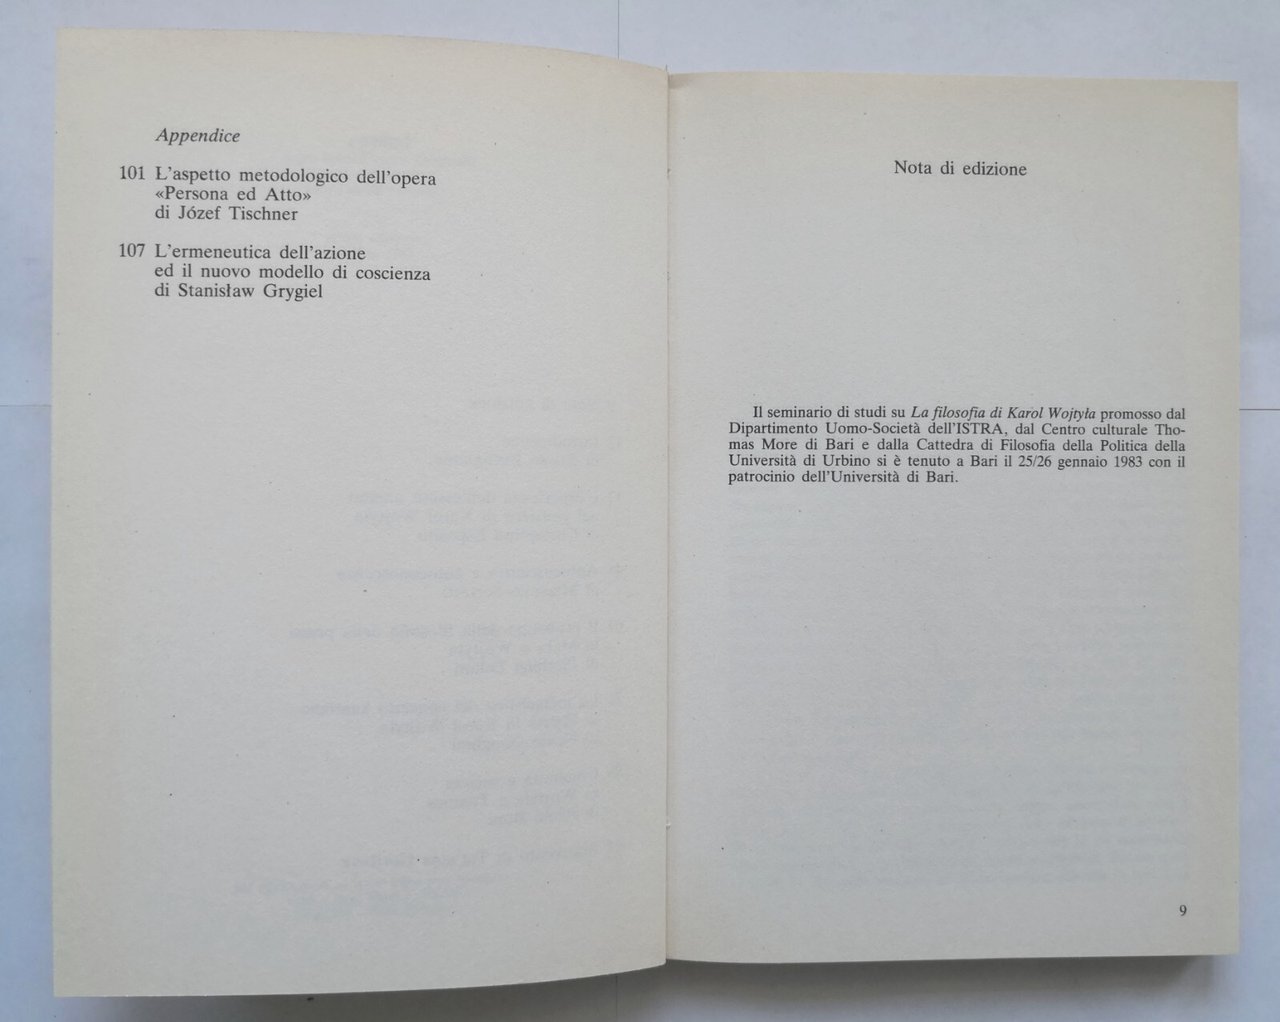 Appendice
101 L'aspetto metodologico dell'opera
«Persona ed Atto»
di Józef Tischner
107 L'ermeneutica dell'azione
ed il nuovo modello di coscienza
di Stanisław Grygiel
Nota di edizione
Il seminario di studi su La filosofia di Karol Wojtyła promosso dal
Dipartimento Uomo-Società dell'ISTRA, dal Centro culturale Tho-
mas More di Bari e dalla Cattedra di Filosofia della Politica della
Università di Urbino si è tenuto a Bari il 25/26 gennaio 1983 con il
patrocinio dell'Università di Bari.
9